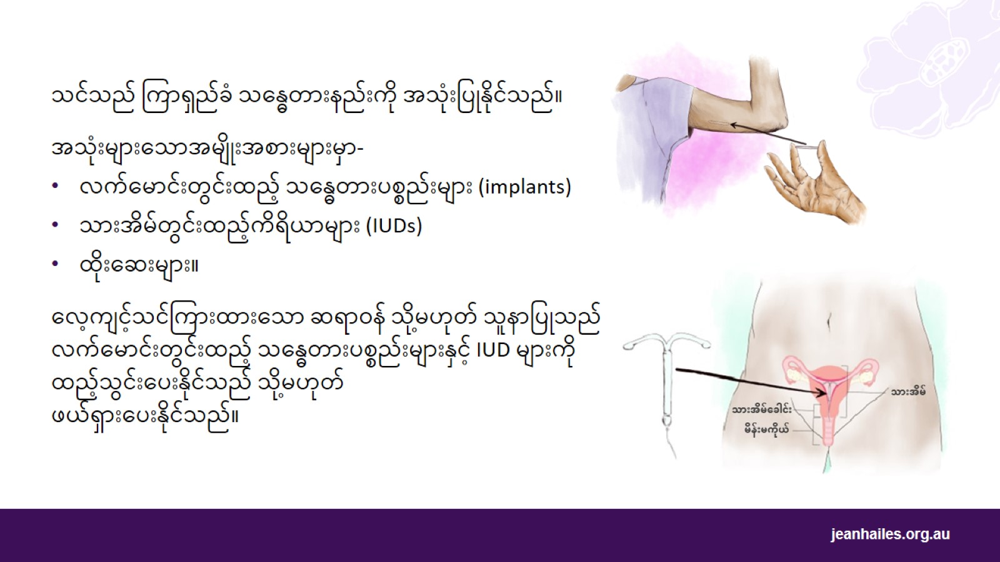 သင်သည် ကြာရှည်ခံ သန္ဓေတားနည်းကို အသုံးပြုနိုင်သည်။
အသုံးများသောအမျိုးအစားများမှာ-
• လက်မောင်းတွင်းထည့် သန္ဓေတားပစ္စည်းများ (implants)
• သားအိမ်တွင်းထည့်ကိရိယာများ (IUDs)
• ထိုးဆေးများ။
လေ့ကျင့်သင်ကြားထားသော ဆရာဝန် သို့မဟုတ် သူနာပြုသည်
လက်မောင်းတွင်းထည့် သန္ဓေတားပစ္စည်းများနှင့် IUD များကို
ထည့်သွင်းပေးနိုင်သည် သို့မဟုတ်
ဖယ်ရှားပေးနိုင်သည်။
သားအိမ်
သားအိမ်ခေါင်း
မိန်းမကိုယ်
jeanhailes.org.au